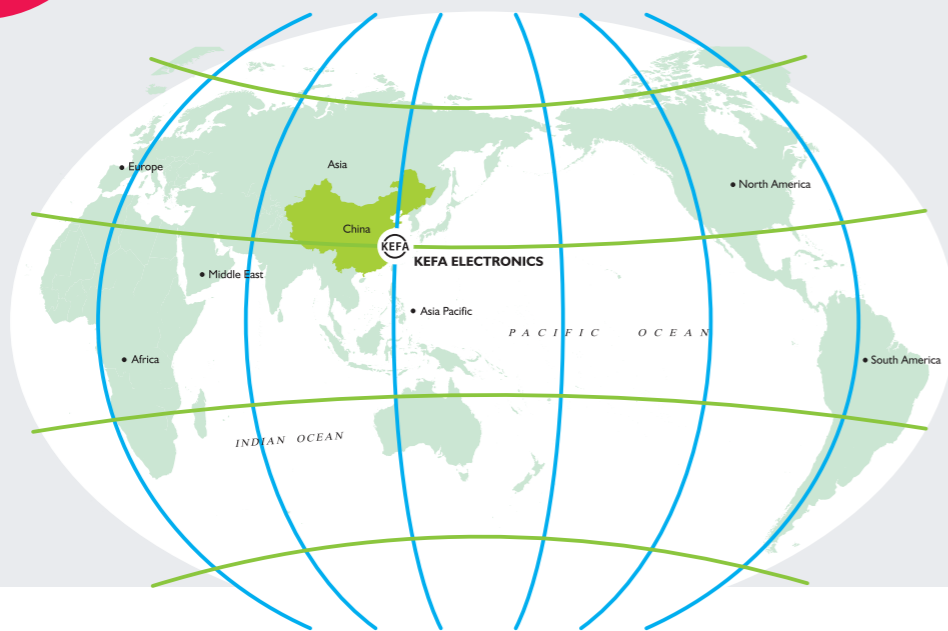 Asia
Europe
North America
China
KEFA
KEFA ELECTRONICS
Middle East
Asia Pacific
PACIFIC OCEAN
Africa
South America
INDIAN OCEAN